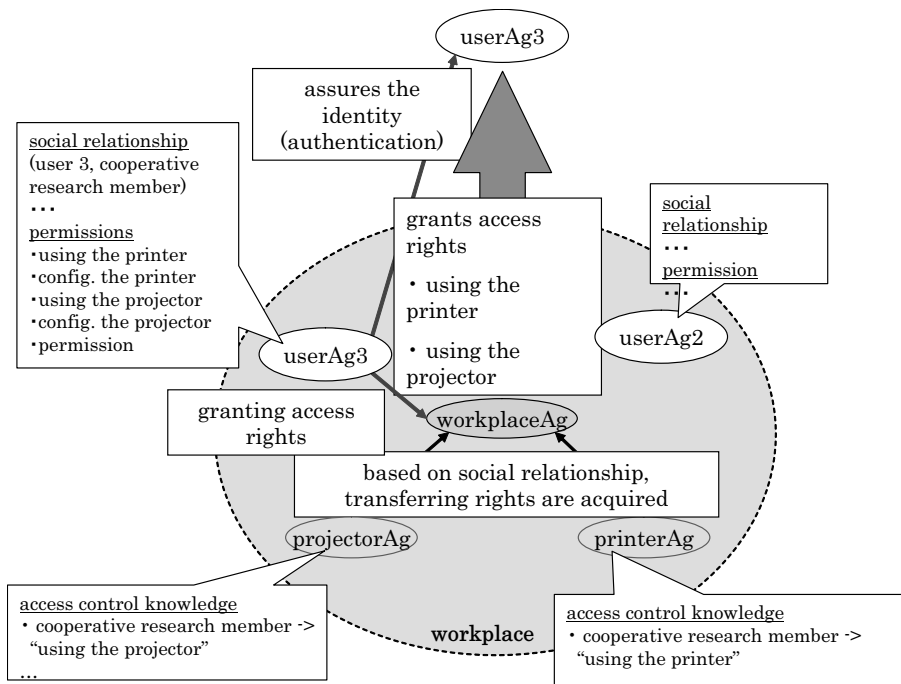 userAg3
assures the
identity
(authentication)
social relationship
(user 3, cooperative
research member)
・・・
permissions
・using the printer
・config. the printer
・using the projector
・config. the projector
・permission
grants access
rights
・using the
printer
・using the
projector
social
relationship
・・・
permission
・・・
userAg3
userAg2
granting access
rights
workplaceAg
based on social relationship,
transferring rights are acquired
projectorAg
printerAg
access control knowledge
・cooperative research member ->
“using the projector”
…
workplace
access control knowledge
・cooperative research member ->
“using the printer”